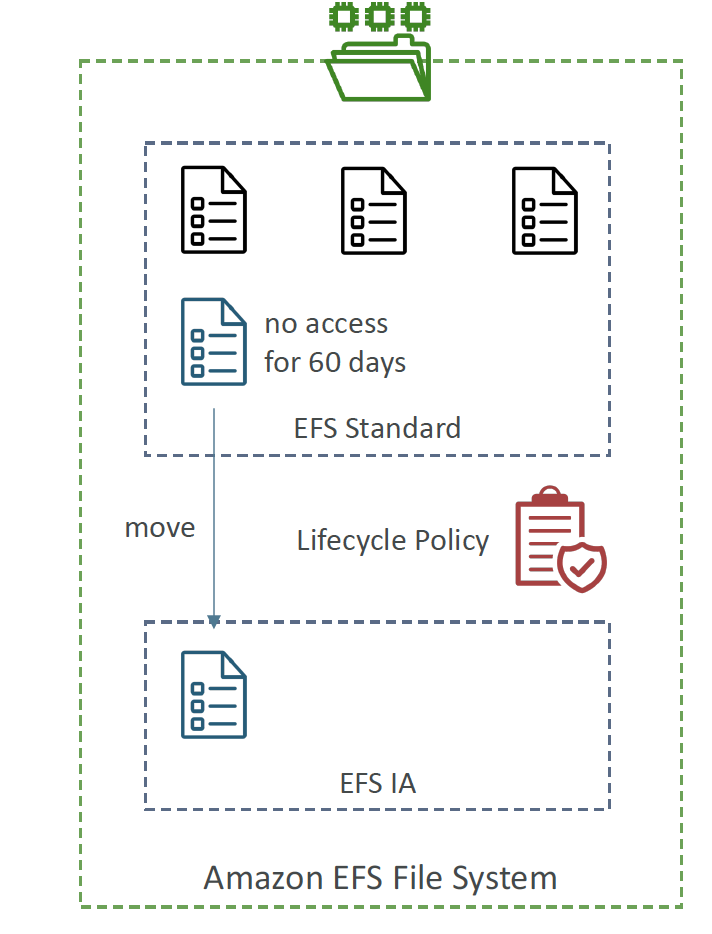 no access
for 60 days
EFS Standard
move
Lifecycle Policy
EFS IA
Amazon EFS File System